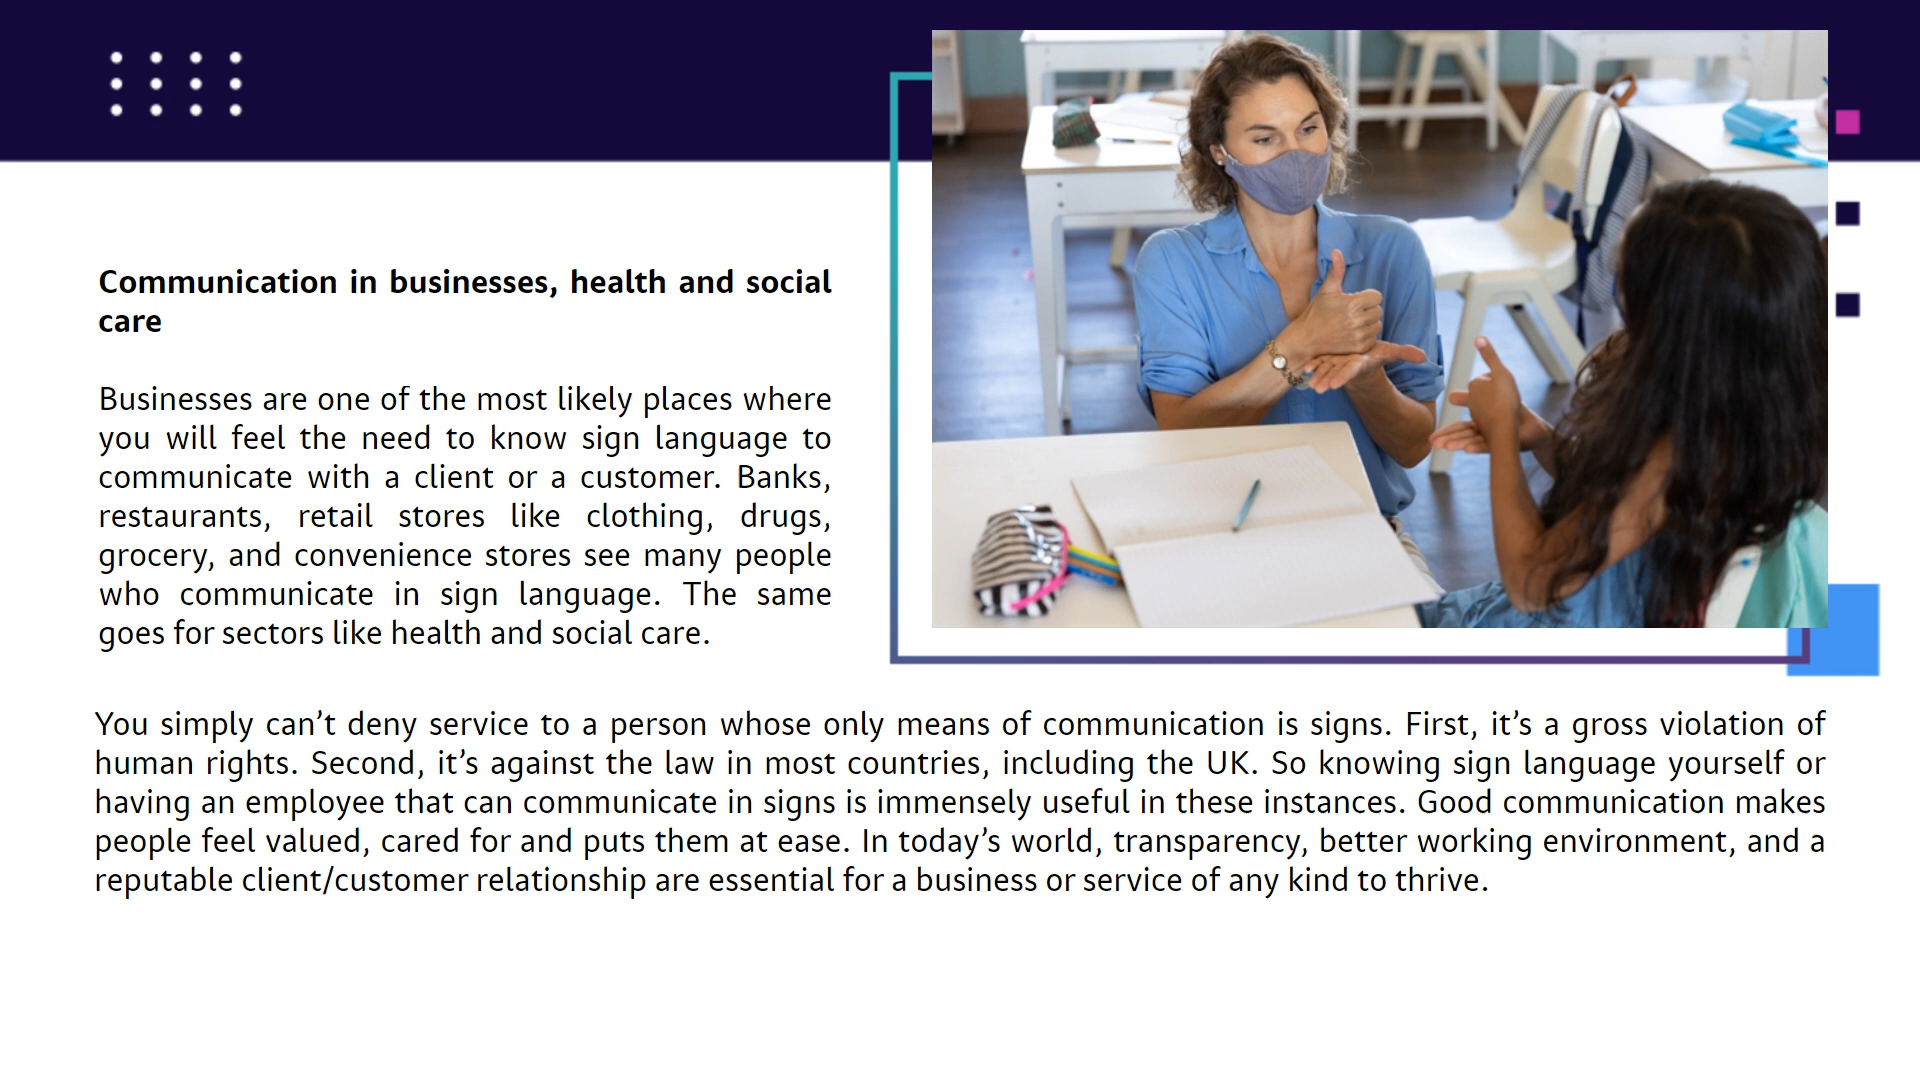 Communication in businesses, health and social
care
Businesses are one of the most likely places where
you will feel the need to know sign language to
communicate with a client or a customer. Banks,
restaurants, retail stores like clothing, drugs,
grocery, and convenience stores see many people
who communicate in sign language. The same
goes for sectors like health and social care.
You simply can’t deny service to a person whose only means of communication is signs. First, it’s a gross violation of
human rights. Second, it’s against the law in most countries, including the UK. So knowing sign language yourself or
having an employee that can communicate in signs is immensely useful in these instances. Good communication makes
people feel valued, cared for and puts them at ease. In today’s world, transparency, better working environment, and a
reputable client/customer relationship are essential for a business or service of any kind to thrive.